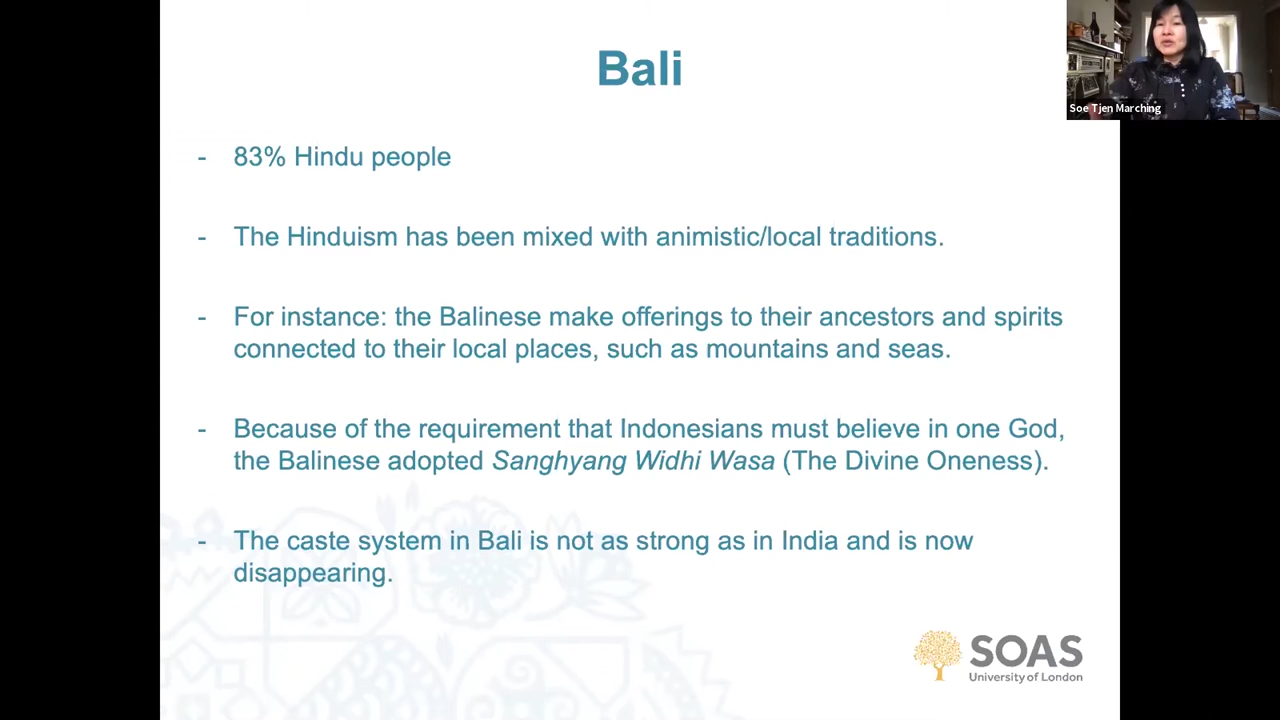 Bali
Soe Tjen Marching
- 83% Hindu people
- The Hinduism has been mixed with animistic/local traditions.
- For instance: the Balinese make offerings to their ancestors and spirits
connected to their local places, such as mountains and seas.
- Because of the requirement that Indonesians must believe in one God,
the Balinese adopted Sanghyang Widhi Wasa (The Divine Oneness).
- The caste system in Bali is not as strong as in India and is now
disappearing.
SOAS
University of London